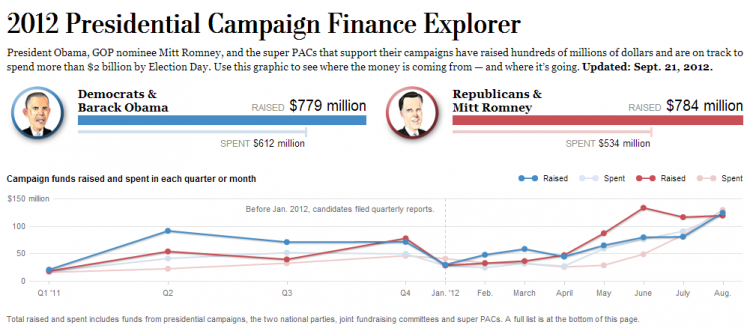 2012 Presidential Campaign Finance Explorer
President Obama, GOP nominee Mitt Romney, and the super PACs that support their campaigns have raised hundreds of millions of dollars and are on track to
spend more than $2 billion by Election Day. Use this graphic to see where the money is coming from — and where it's going. Updated: Sept. 21, 2012.
Democrats &
Barack Obama
RAISED $779 million
SPENT $612 million
Republicans &
Mitt Romney
RAISED $784 million
SPENT $534 million
Campaign funds raised and spent in each quarter or month
Raised Spent Raised Spent
$150 million
Before Jan. 2012, candidates filed quarterly reports.
100
50
0
Q1 '11 Q2 Q3 Q4 Jan. '12 Feb. March April May June July Aug.
Total raised and spent includes funds from presidential campaigns, the two national parties, joint fundraising committees and super PACs. A full list is at the bottom of this page.